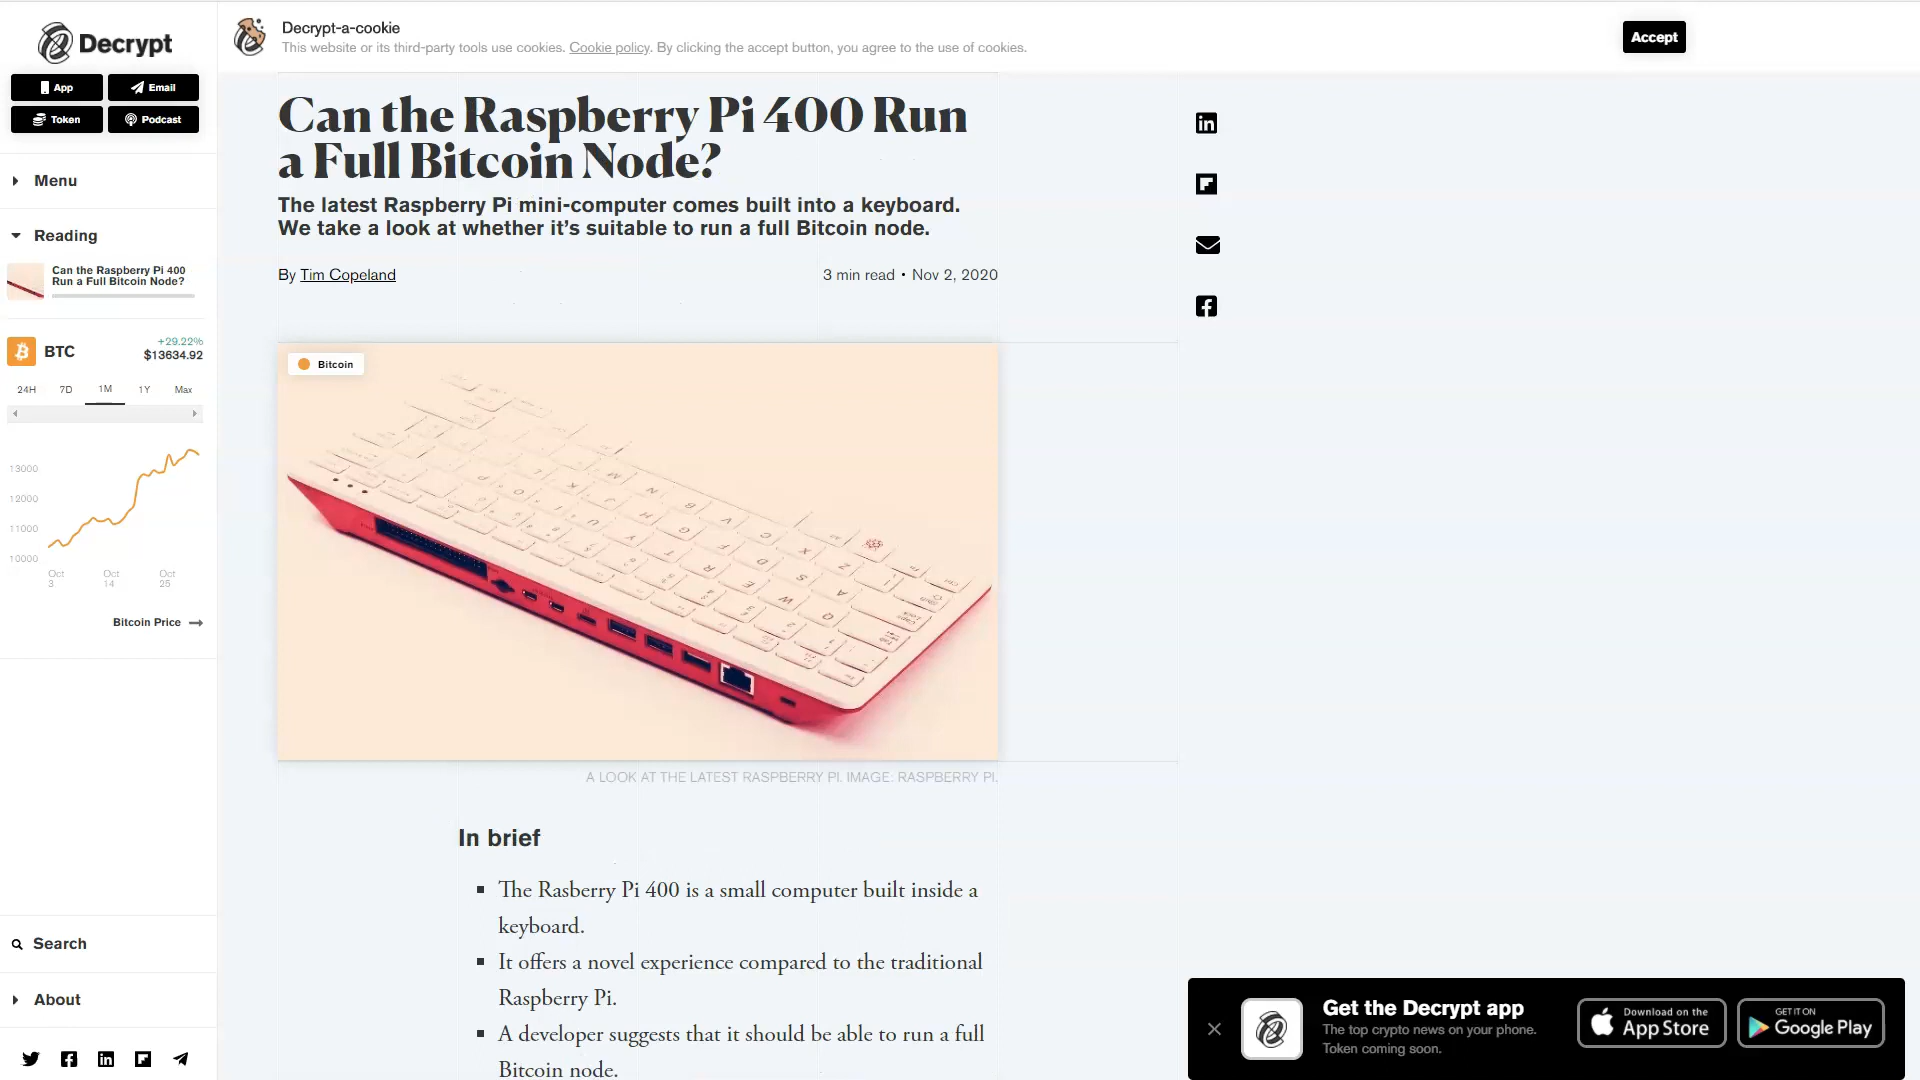 Decrypt
App
Email
Token
Podcast
Menu
Reading
Can the Raspberry Pi 400
Run a Full Bitcoin Node?
BTC
+29.22%
$13634.92
24H 7D 1M 1Y Max
13000
12000
11000
10000
Oct 3
Oct 14
Oct 25
Bitcoin Price
Search
About
Decrypt-a-cookie
This website or its third-party tools use cookies. Cookie policy. By clicking the accept button, you agree to the use of cookies.
Accept
Can the Raspberry Pi 400 Run
a Full Bitcoin Node?
The latest Raspberry Pi mini-computer comes built into a keyboard.
We take a look at whether it's suitable to run a full Bitcoin node.
By Tim Copeland
3 min read • Nov 2, 2020
Bitcoin
A LOOK AT THE LATEST RASPBERRY PI. IMAGE: RASPBERRY PI.
In brief
The Rasberry Pi 400 is a small computer built inside a
keyboard.
It offers a novel experience compared to the traditional
Raspberry Pi.
A developer suggests that it should be able to run a full
Bitcoin node.
Get the Decrypt app
The top crypto news on your phone.
Token coming soon.
Download on the
App Store
GET IT ON
Google Play